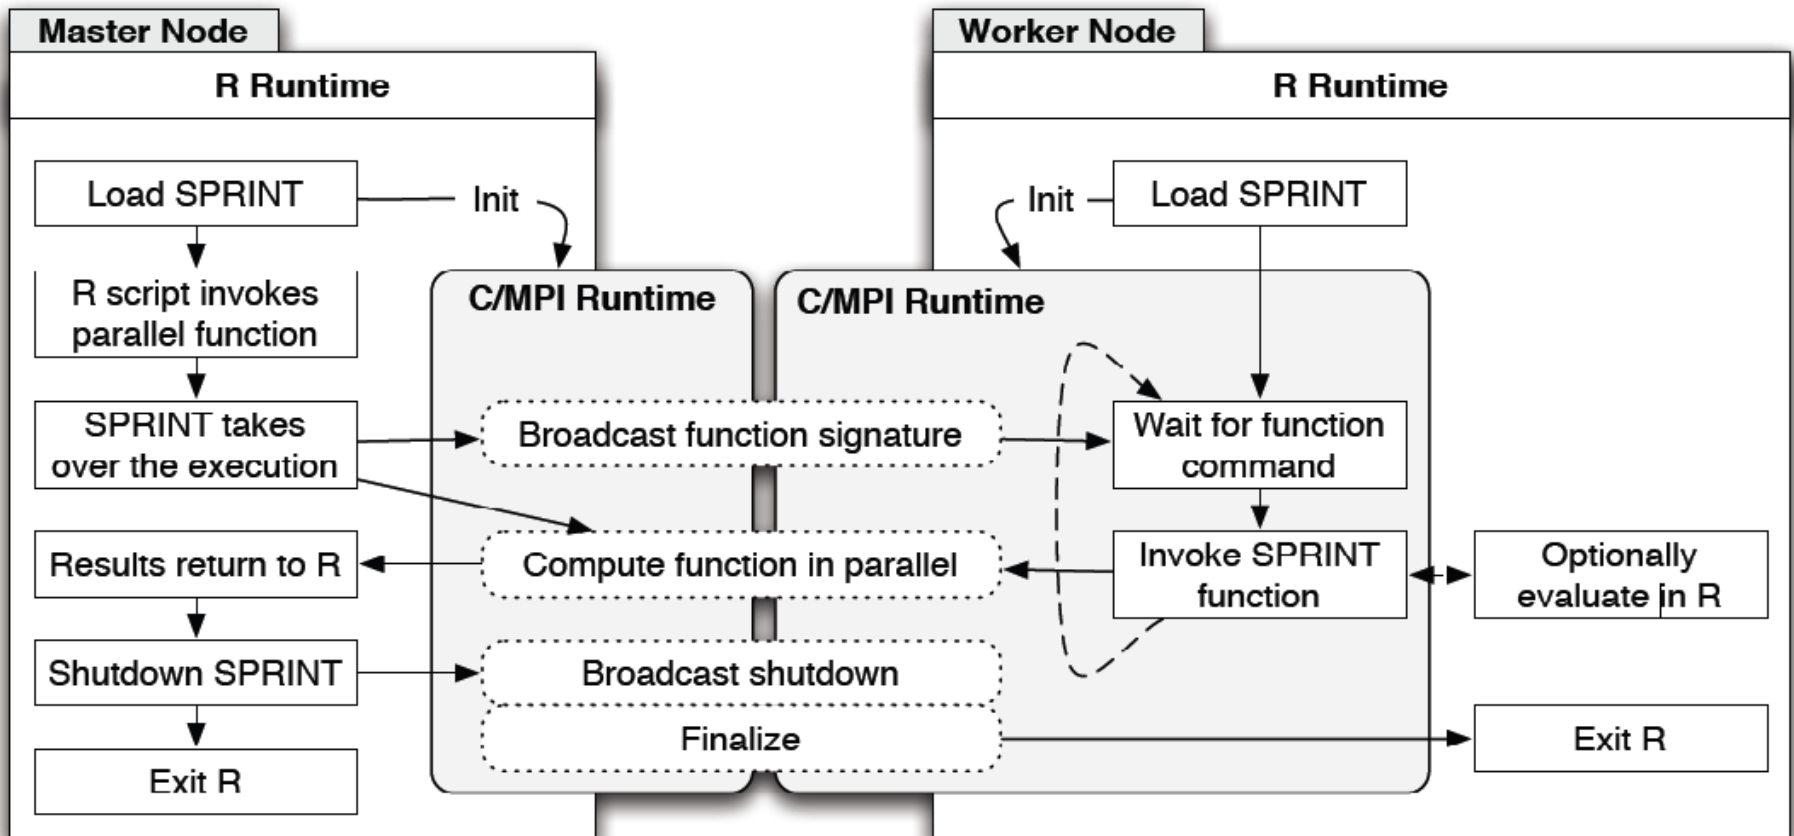 Master Node
R Runtime
Load SPRINT
Init
R script invokes
parallel function
SPRINT takes
over the execution
Results return to R
Shutdown SPRINT
Exit R
C/MPI Runtime
C/MPI Runtime
Broadcast function signature
Compute function in parallel
Broadcast shutdown
Finalize
Worker Node
R Runtime
Init
Load SPRINT
Wait for function
command
Invoke SPRINT
function
Optionally
evaluate in R
Exit R